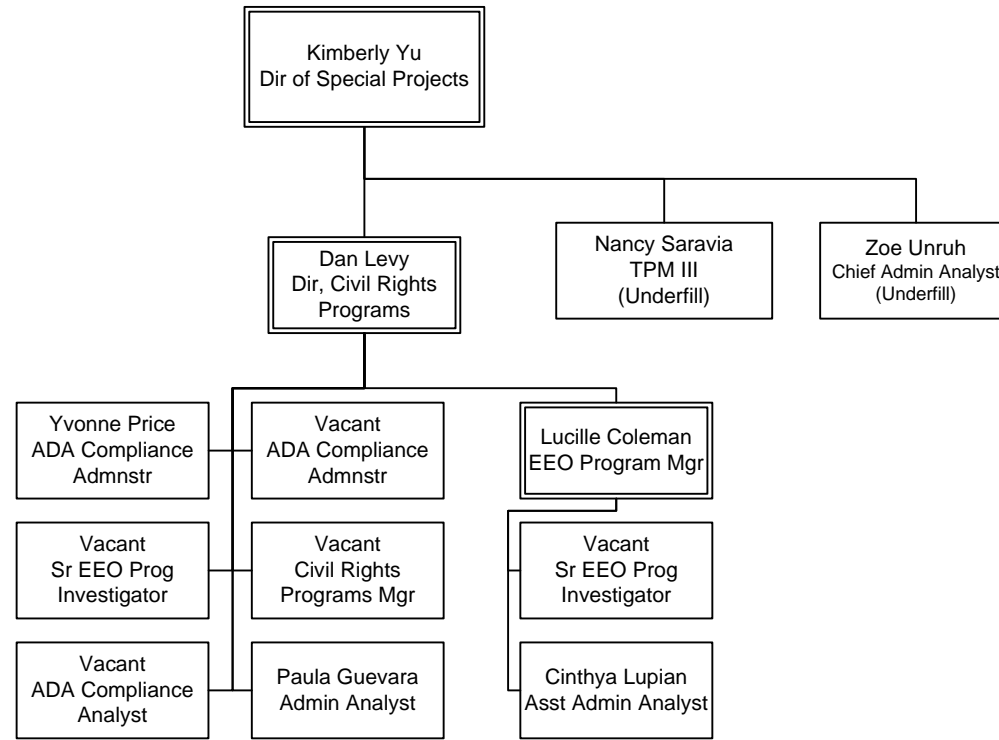 Kimberly Yu
Dir of Special Projects
Dan Levy
Dir, Civil Rights
Programs
Nancy Saravia
TPM III
(Underfill)
Zoe Unruh
Chief Admin Analyst
(Underfill)
Yvonne Price
ADA Compliance
Admnstr
Vacant
ADA Compliance
Admnstr
Lucille Coleman
EEO Program Mgr
Vacant
Sr EEO Prog
Investigator
Vacant
Civil Rights
Programs Mgr
Vacant
Sr EEO Prog
Investigator
Vacant
ADA Compliance
Analyst
Paula Guevara
Admin Analyst
Cinthya Lupian
Asst Admin Analyst